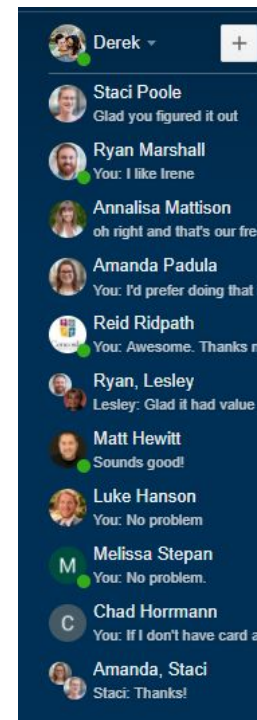 Derek
+
Staci Poole
Glad you figured it out
Ryan Marshall
You: I like Irene
Annalisa Mattison
oh right and that's our fre
Amanda Padula
You: I'd prefer doing that
Reid Ridpath
You: Awesome. Thanks
Ryan, Lesley
Lesley: Glad it had value
Matt Hewitt
Sounds good!
Luke Hanson
You: No problem
M
Melissa Stepan
You: No problem.
C
Chad Horrmann
You: If I don't have card a
Amanda, Staci
Staci: Thanks!